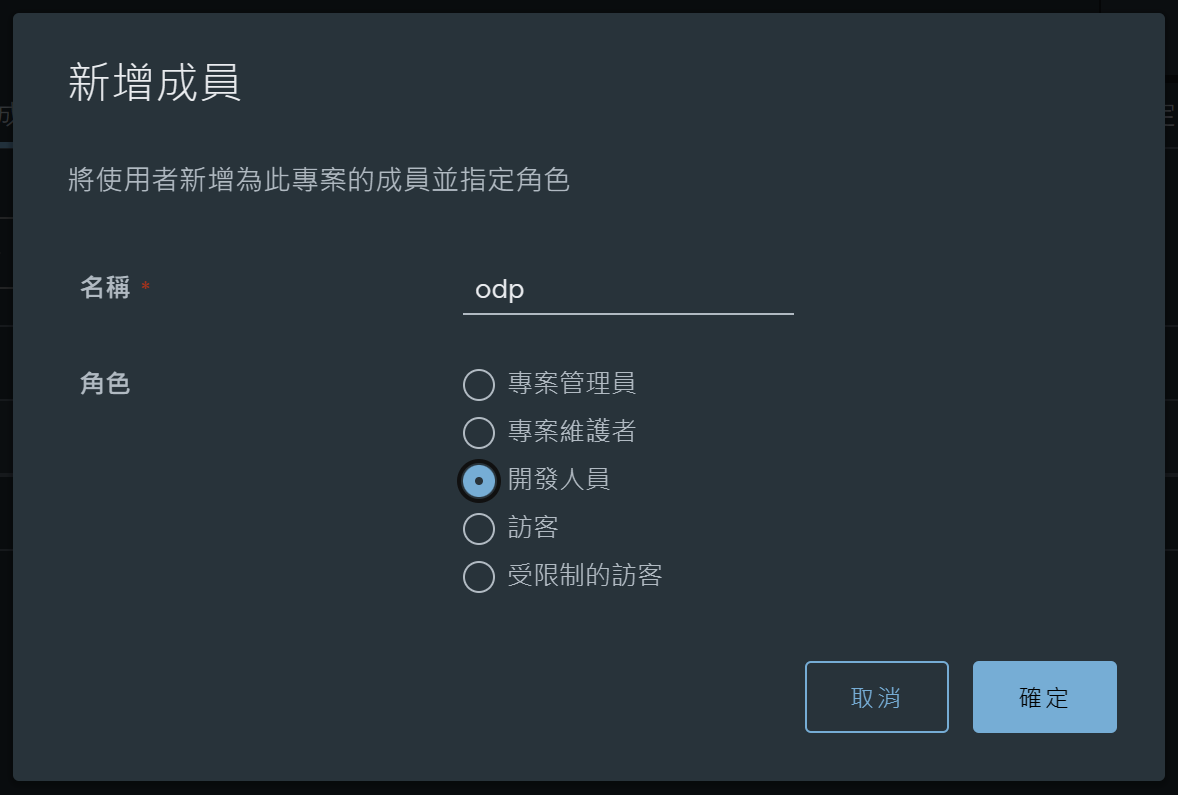 新增成員
將使用者新增為此專案的成員並指定角色
名稱 *
odp
角色
專案管理員
專案維護者
開發人員
訪客
受限制的訪客
取消
確定